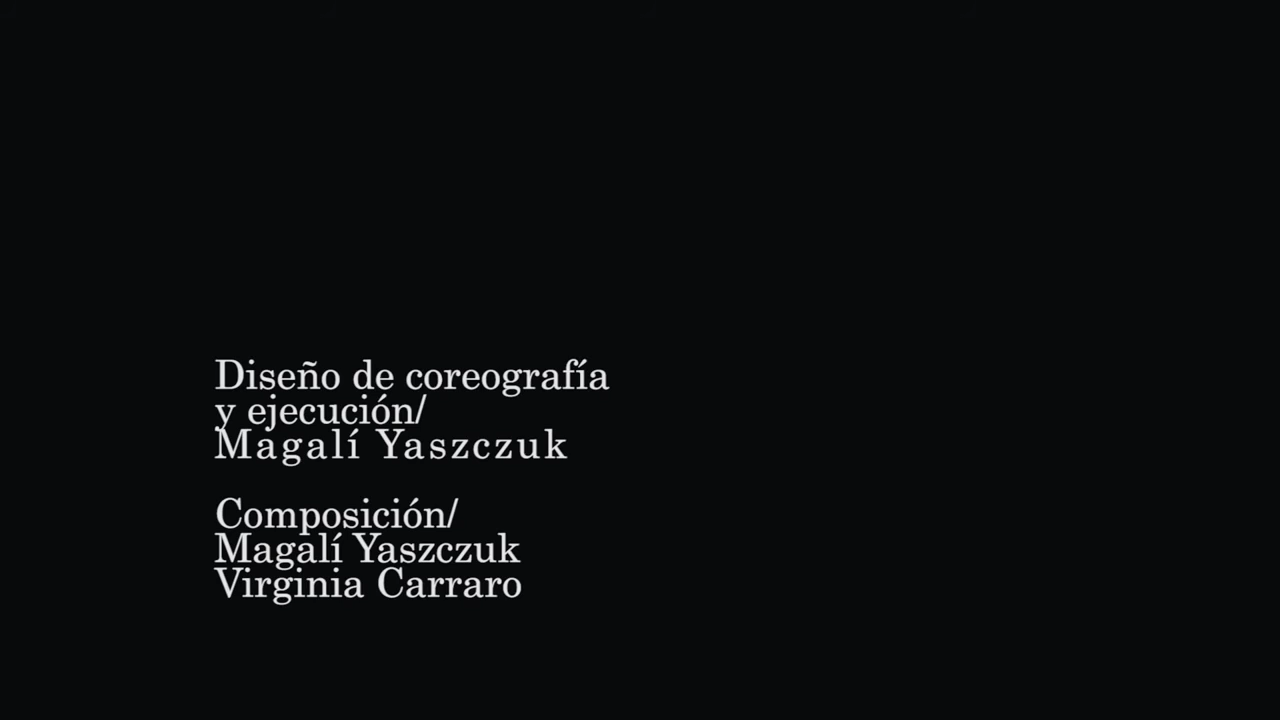 Diseño de coreografía
y ejecución/
Magalí Yaszczuk
Composición/
Magalí Yaszczuk
Virginia Carraro